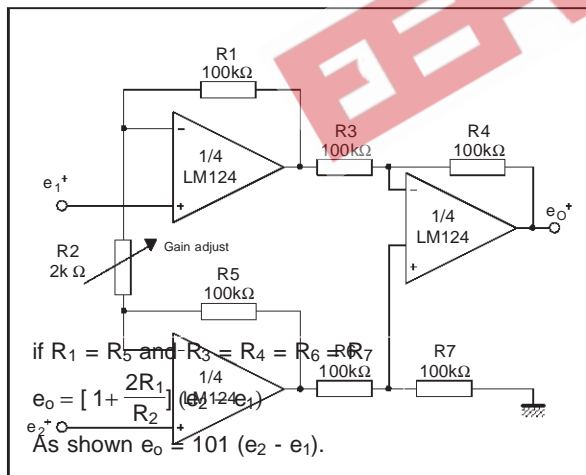 R1
100kΩ
R3
100kΩ
R4
100kΩ
1/4
LM124
e1+
1/4
LM124
eO+
R2
2k Ω
Gain adjust
R5
100kΩ
if R1 = R5 and R3 = R4 = R6 = R7
R6
100kΩ
R7
100kΩ
1/4
LM124
eo = [ 1+ 2R1/R2 ] (e2 - e1)
e2+
As shown eo = 101 (e2 - e1).